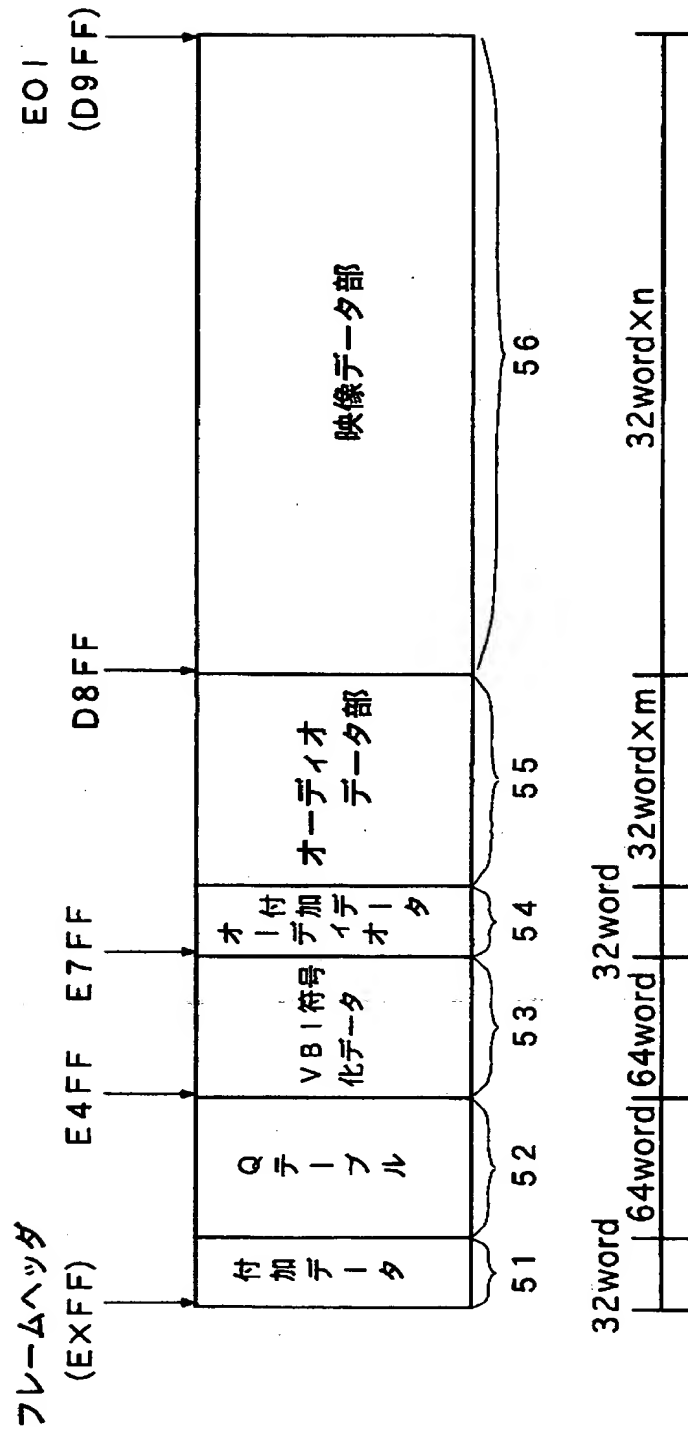 フレームヘッダ
(EXFF)
E4FF
E7FF
D8FF
EOI
(D9FF)
付加データ
Qテーブル
VBI符号
化データ
付加データ
オーディオ
オーディオ
データ部
映像データ部
51
52
53
54
55
56
32word
64word
64word
32word
32word×m
32word×n